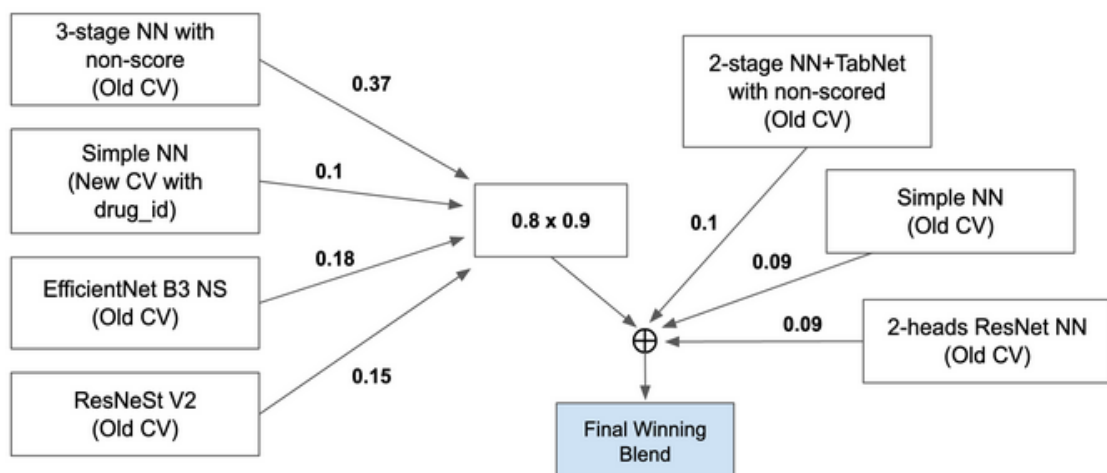 3-stage NN with
non-score
(Old CV)
0.37
Simple NN
(New CV with
drug_id)
0.1
EfficientNet B3 NS
(Old CV)
0.18
ResNeSt V2
(Old CV)
0.15
0.8 x 0.9
2-stage NN+TabNet
with non-scored
(Old CV)
0.1
Simple NN
(Old CV)
0.09
2-heads ResNet NN
(Old CV)
0.09
Final Winning
Blend